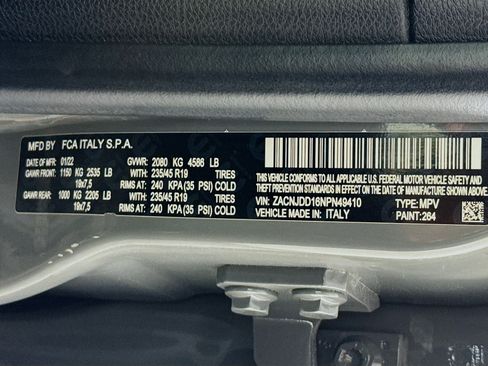 MFD BY FCA ITALY S.P.A.
DATE OF MFR: 01/22 GVWR: 2080 KG 4586 LB
GAWR FRONT: 1150 KG 2535 LB WITH 235/45 R19 TIRES
19x7,5 RIMS AT: 240 KPA (35 PSI) COLD
GAWR REAR: 1000 KG 2205 LB WITH 235/45 R19 TIRES
19x7,5 RIMS AT: 240 KPA (35 PSI) COLD
THIS VEHICLE CONFORMS TO ALL APPLICABLE U.S. FEDERAL MOTOR VEHICLE
SAFETY, BUMPER, AND THEFT PREVENTION STANDARDS IN EFFECT ON THE DATE OF MANUFACTURE SHOWN ABOVE
VIN: ZACNJDD16NPN49410 TYPE: MPV
VEHICLE MADE IN: ITALY PAINT: 264